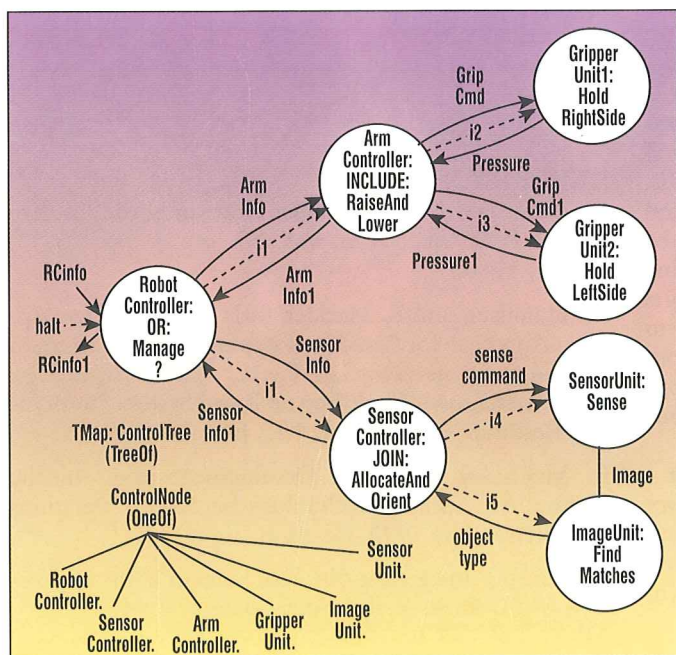 Grip
Cmd
Gripper
Unit1:
Hold
RightSide
i2
Pressure
Arm
Controller:
INCLUDE:
RaiseAnd
Lower
Arm
Info
i1
Arm
Info1
Grip
Cmd1
i3
Pressure1
Gripper
Unit2:
Hold
LeftSide
RCinfo
halt
RCinfo1
Robot
Controller:
OR:
Manage
?
Sensor
Info
i1
Sensor
Info1
sense
command
SensorUnit:
Sense
i4
Sensor
Controller:
JOIN:
AllocateAnd
Orient
Image
i5
object
type
ImageUnit:
Find
Matches
TMap: ControlTree
(TreeOf)
ControlNode
(OneOf)
Robot
Controller.
Sensor
Controller.
Arm
Controller.
Gripper
Unit.
Image
Unit.
Sensor
Unit.